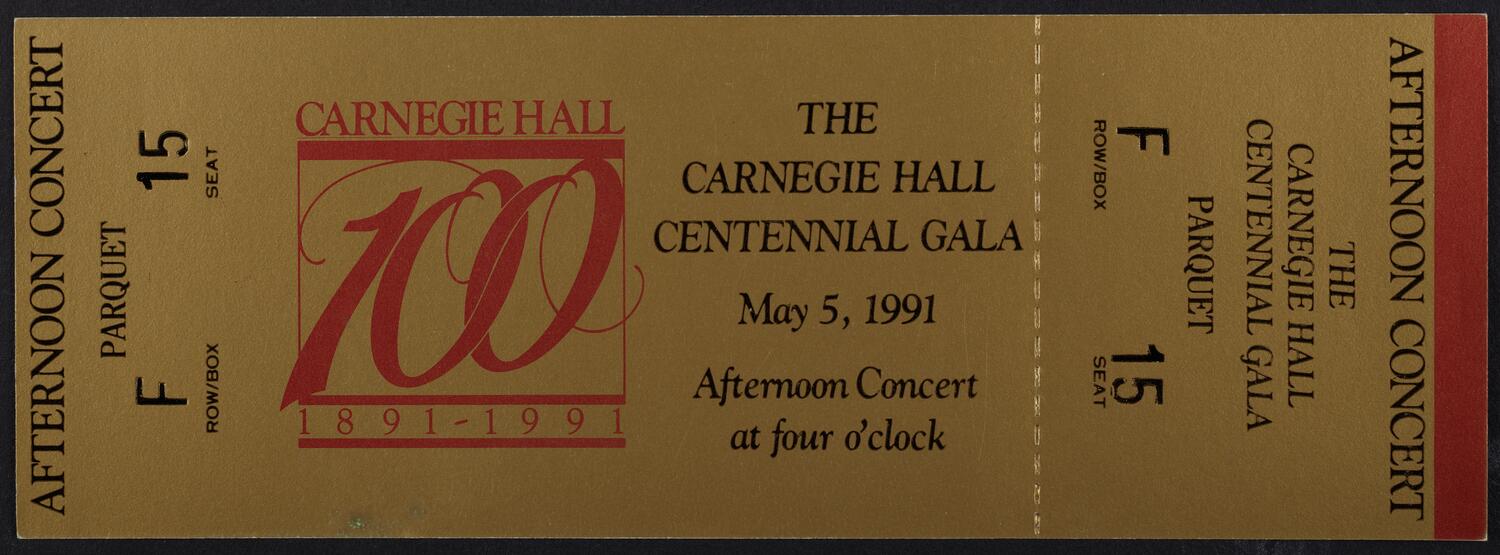 AFTERNOON CONCERT
PARQUET
F 15
ROW/BOX SEAT
CARNEGIE HALL
100
1891-1991
THE
CARNEGIE HALL
CENTENNIAL GALA
May 5, 1991
Afternoon Concert
at four o'clock
AFTERNOON CONCERT
THE
CARNEGIE HALL
CENTENNIAL GALA
PARQUET
F 15
ROW/BOX SEAT